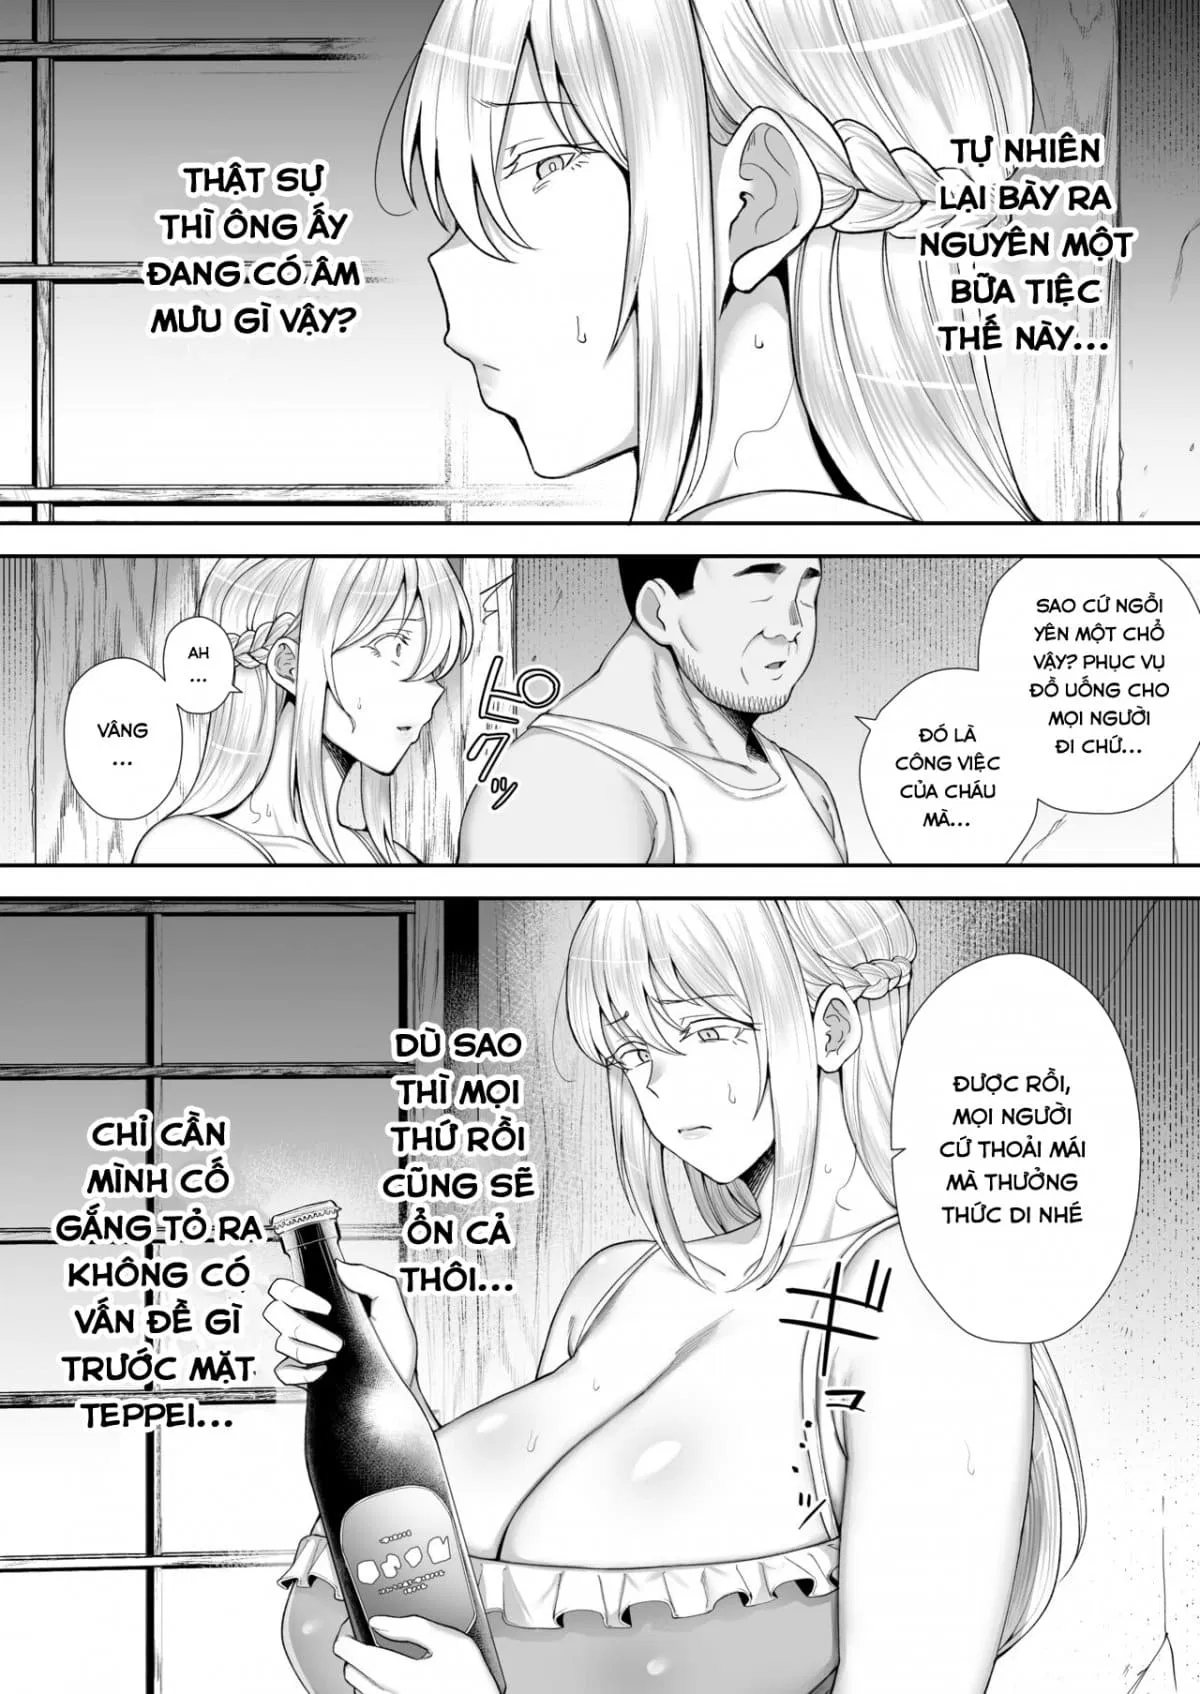 TỰ NHIÊN
LẠI BÀY RA
NGUYÊN MỘT
BỮA TIỆC
THẾ NÀY...
THẬT SỰ
THÌ ÔNG ẤY
ĐANG CÓ ÂM
MƯU GÌ VẬY?
SAO CỨ NGỒI
YÊN MỘT CHỖ
VẬY? PHỤC VỤ
ĐỒ UỐNG CHO
MỌI NGƯỜI
ĐI CHỨ...
ĐÓ LÀ
CÔNG VIỆC
CỦA CHÁU
MÀ...
ピクッ
AH
...
VÂNG
...
ĐƯỢC RỒI,
MỌI NGƯỜI
CỨ THOẢI MÁI
MÀ THƯỞNG
THỨC DI NHÉ
DÙ SAO
THÌ MỌI
THỨ RỒI
CŨNG SẼ
ỔN CẢ
THÔI...
CHỈ CẦN
MÌNH CỐ
GẮNG TỎ RA
KHÔNG CÓ
VẤN ĐỀ GÌ
TRƯỚC MẶT
TEPPEI...